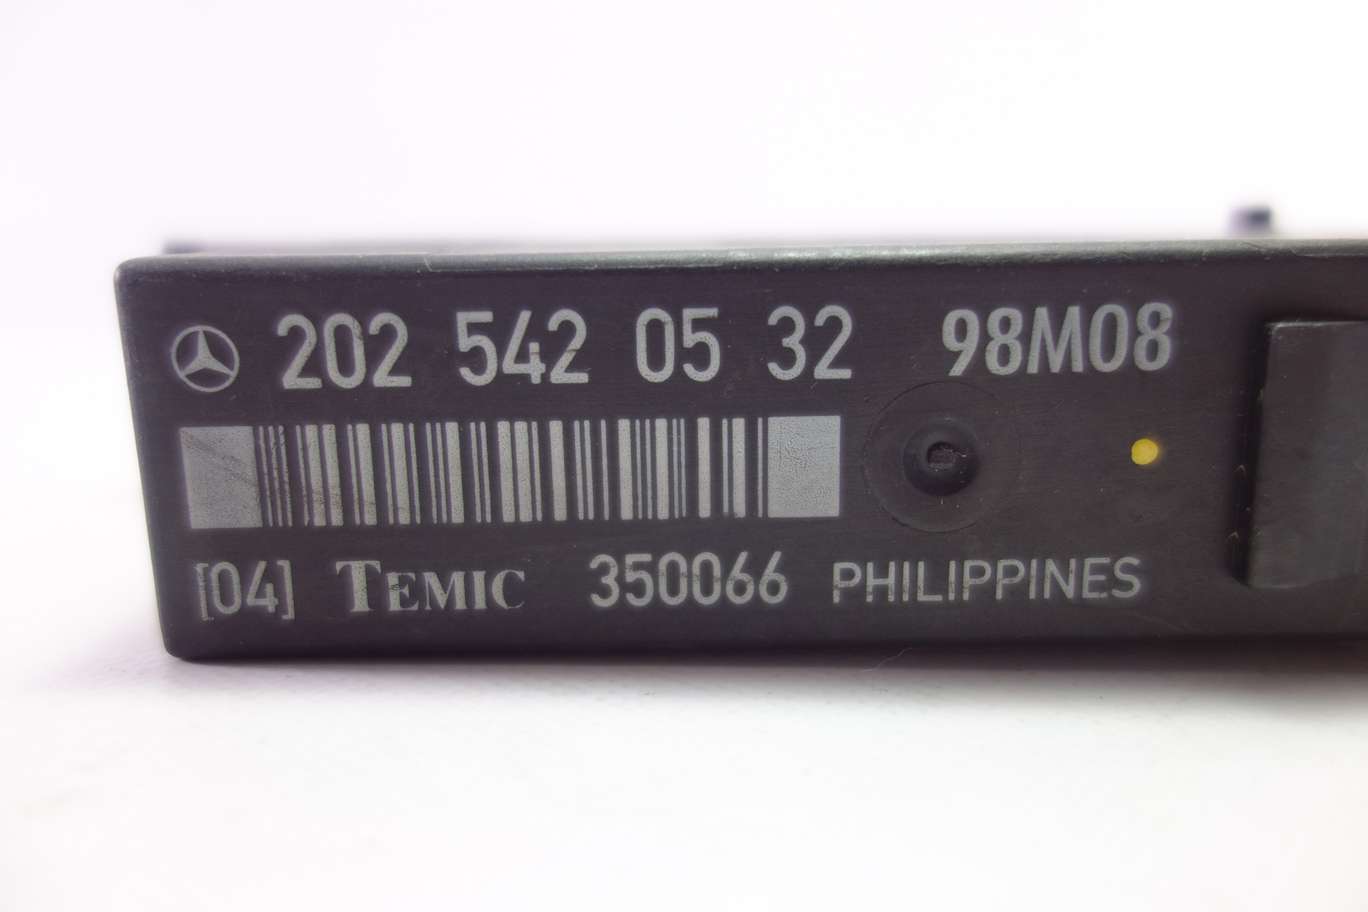 202 542 05 32 98M08
[04] TEMIC 350066 PHILIPPINES